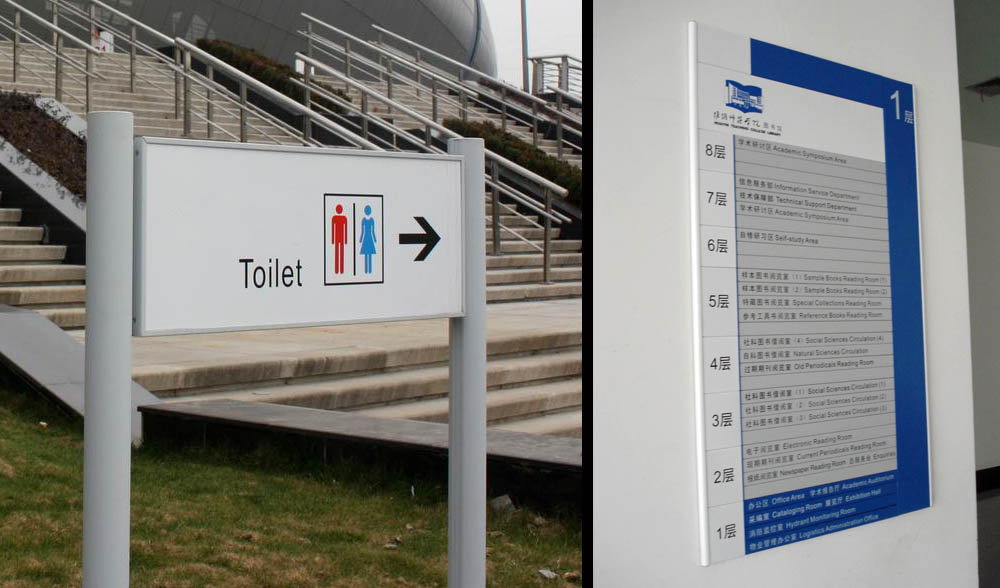 Toilet
1层
图书馆
8层
学术研讨区 Academic Symposium Area
7层
信息服务部 Information Service Department
技术保障部 Technical Support Department
学术研讨区 Academic Symposium Area
6层
自修研习区 Self-study Area
5层
样本图书阅览室（1）Sample Books Reading Room (1)
样本图书阅览室（2）Sample Books Reading Room (2)
特藏图书阅览室 Special Collections Reading Room
参考工具书阅览室 Reference Books Reading Room
4层
社科图书借阅室（4）Social Sciences Circulation (4)
自科图书借阅室 Natural Sciences Circulation
过期期刊阅览室 Old Periodicals Reading Room
3层
社科图书借阅室（1）Social Sciences Circulation (1)
社科图书借阅室（2）Social Sciences Circulation (2)
社科图书借阅室（3）Social Sciences Circulation (3)
2层
电子阅览室 Electronic Reading Room
现期期刊阅览室 Current Periodicals Reading Room
报纸阅览室 Newspaper Reading Room 总服务台 Enquiries
1层
办公区 Office Area 学术报告厅 Academic Auditorium
采编室 Cataloging Room 展览厅 Exhibition Hall
消防监控室 Hydrant Monitoring Room
物业管理办公室 Logistics Administration Office